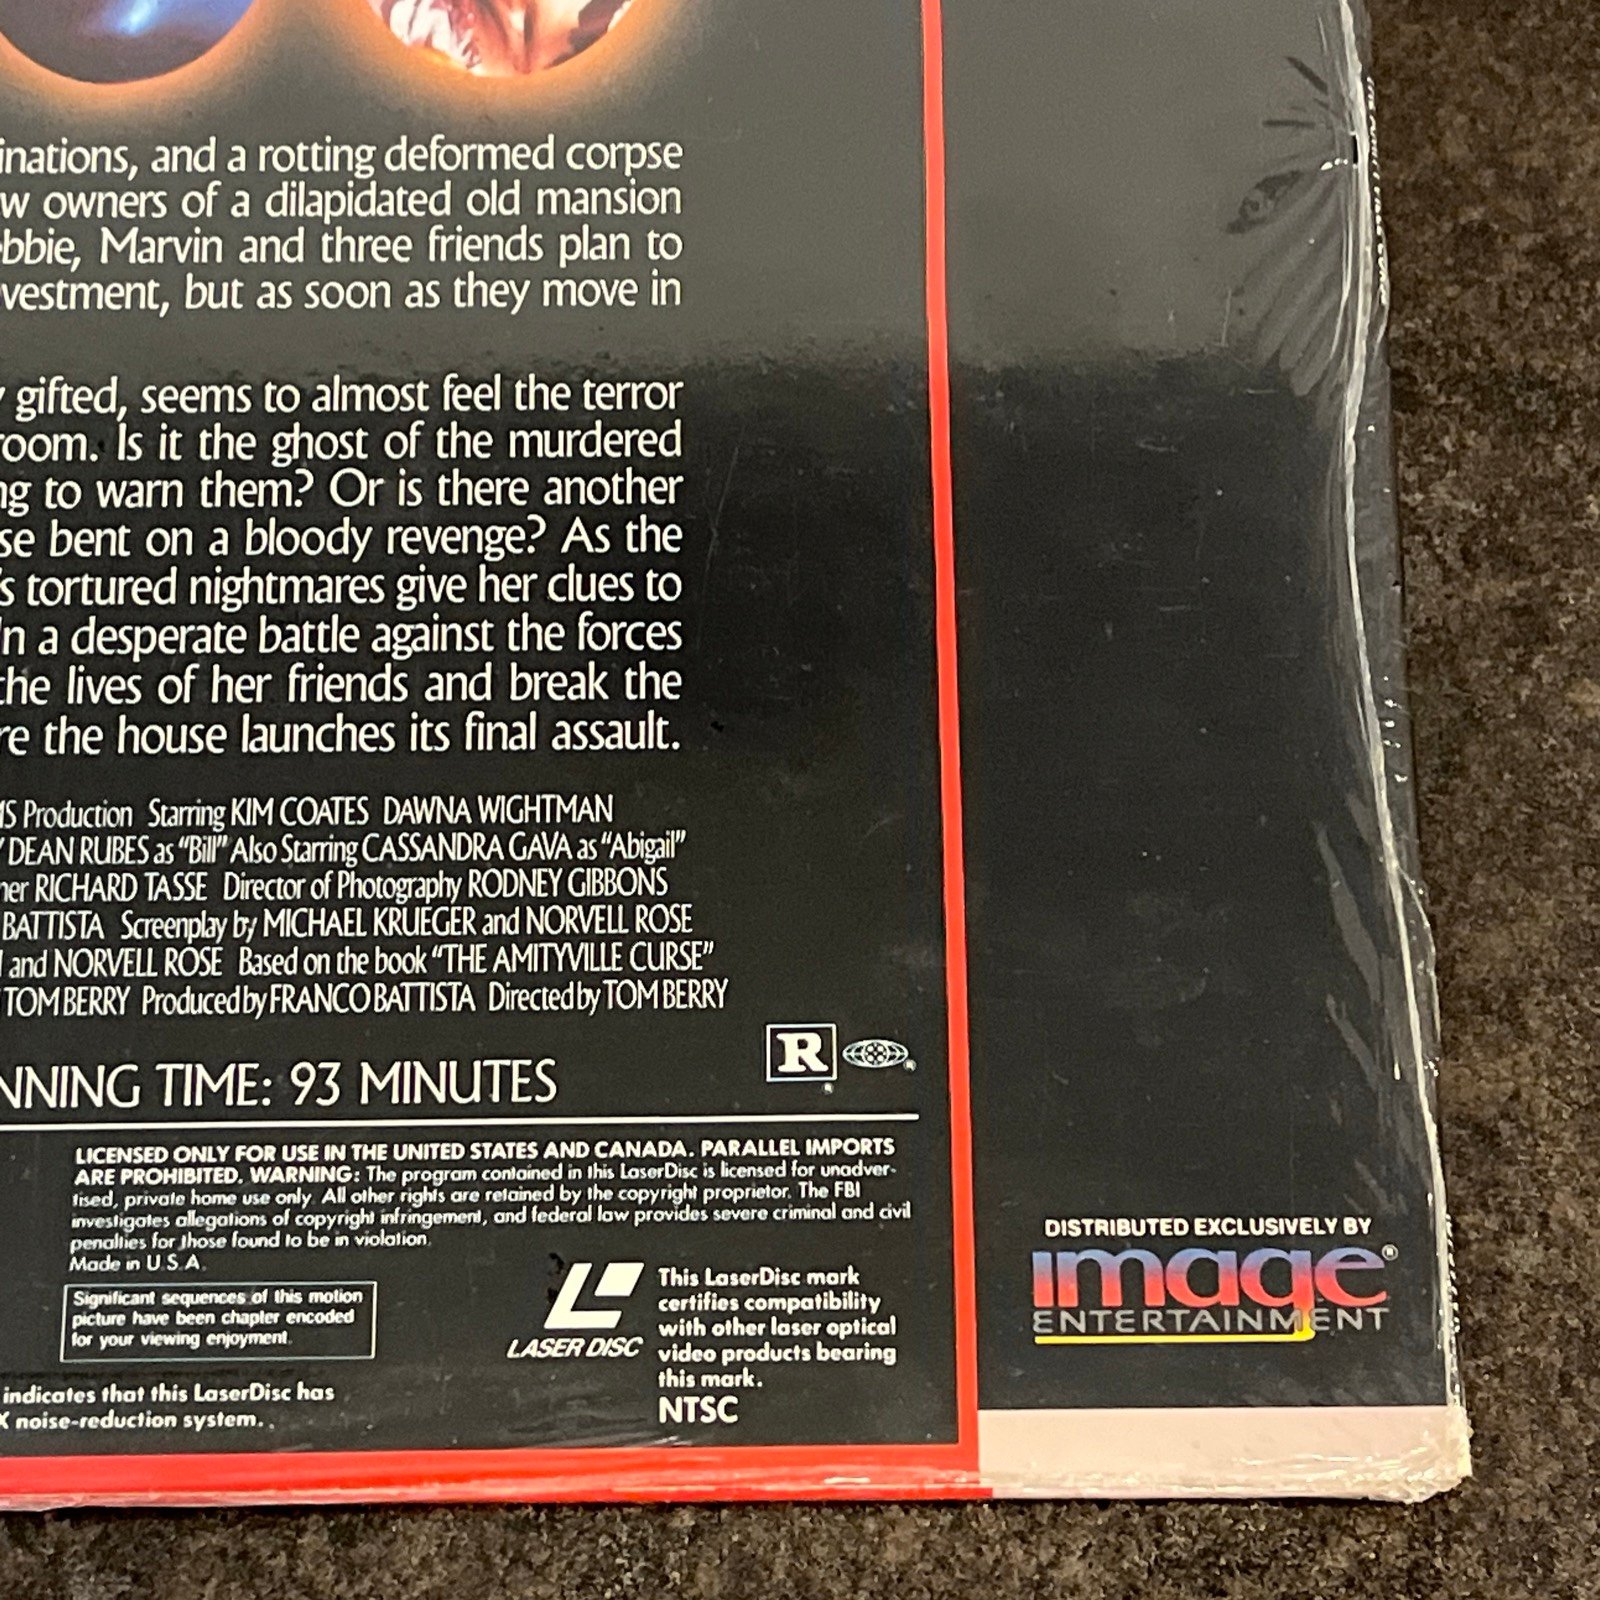 inations, and a rotting deformed corpse
w owners of a dilapidated old mansion
bbie, Marvin and three friends plan to
vestment, but as soon as they move in
y gifted, seems to almost feel the terror
room. Is it the ghost of the murdered
ng to warn them? Or is there another
se bent on a bloody revenge? As the
's tortured nightmares give her clues to
In a desperate battle against the forces
the lives of her friends and break the
re the house launches its final assault.
MS Production Starring KIM COATES DAWNA WIGHTMAN
DEAN RUBES as "Bill" Also Starring CASSANDRA GAVA as "Abigail"
ner RICHARD TASSE Director of Photography RODNEY GIBBONS
BATTISTA Screenplay by MICHAEL KRUEGER and NORVELL ROSE
and NORVELL ROSE Based on the book "THE AMITYVILLE CURSE"
TOM BERRY Produced by FRANCO BATTISTA Directed by TOM BERRY
R
NNING TIME: 93 MINUTES
LICENSED ONLY FOR USE IN THE UNITED STATES AND CANADA. PARALLEL IMPORTS
ARE PROHIBITED. WARNING: The program contained in this LaserDisc is licensed for unadver-
tised, private home use only. All other rights are retained by the copyright proprietor. The FBI
investigates allegations of copyright infringement, and federal law provides severe criminal and civil
penalties for those found to be in violation.
Made in U.S.A.
Significant sequences of this motion
picture have been chapter encoded
for your viewing enjoyment.
LASER DISC
This LaserDisc mark
certifies compatibility
with other laser optical
video products bearing
this mark.
NTSC
indicates that this LaserDisc has
X noise-reduction system.
DISTRIBUTED EXCLUSIVELY BY
image®
ENTERTAINMENT